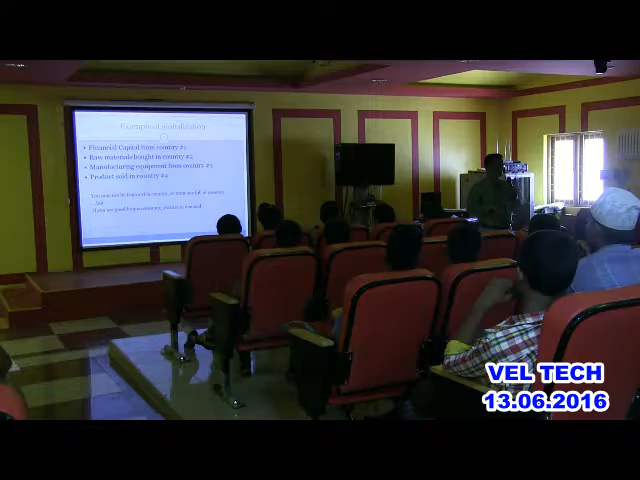 Example of globalization
Financial Capital from country #1
Raw materials bought in country #2
Manufacturing equipment from country #3
Product sold in country #4
VEL TECH
13.06.2016